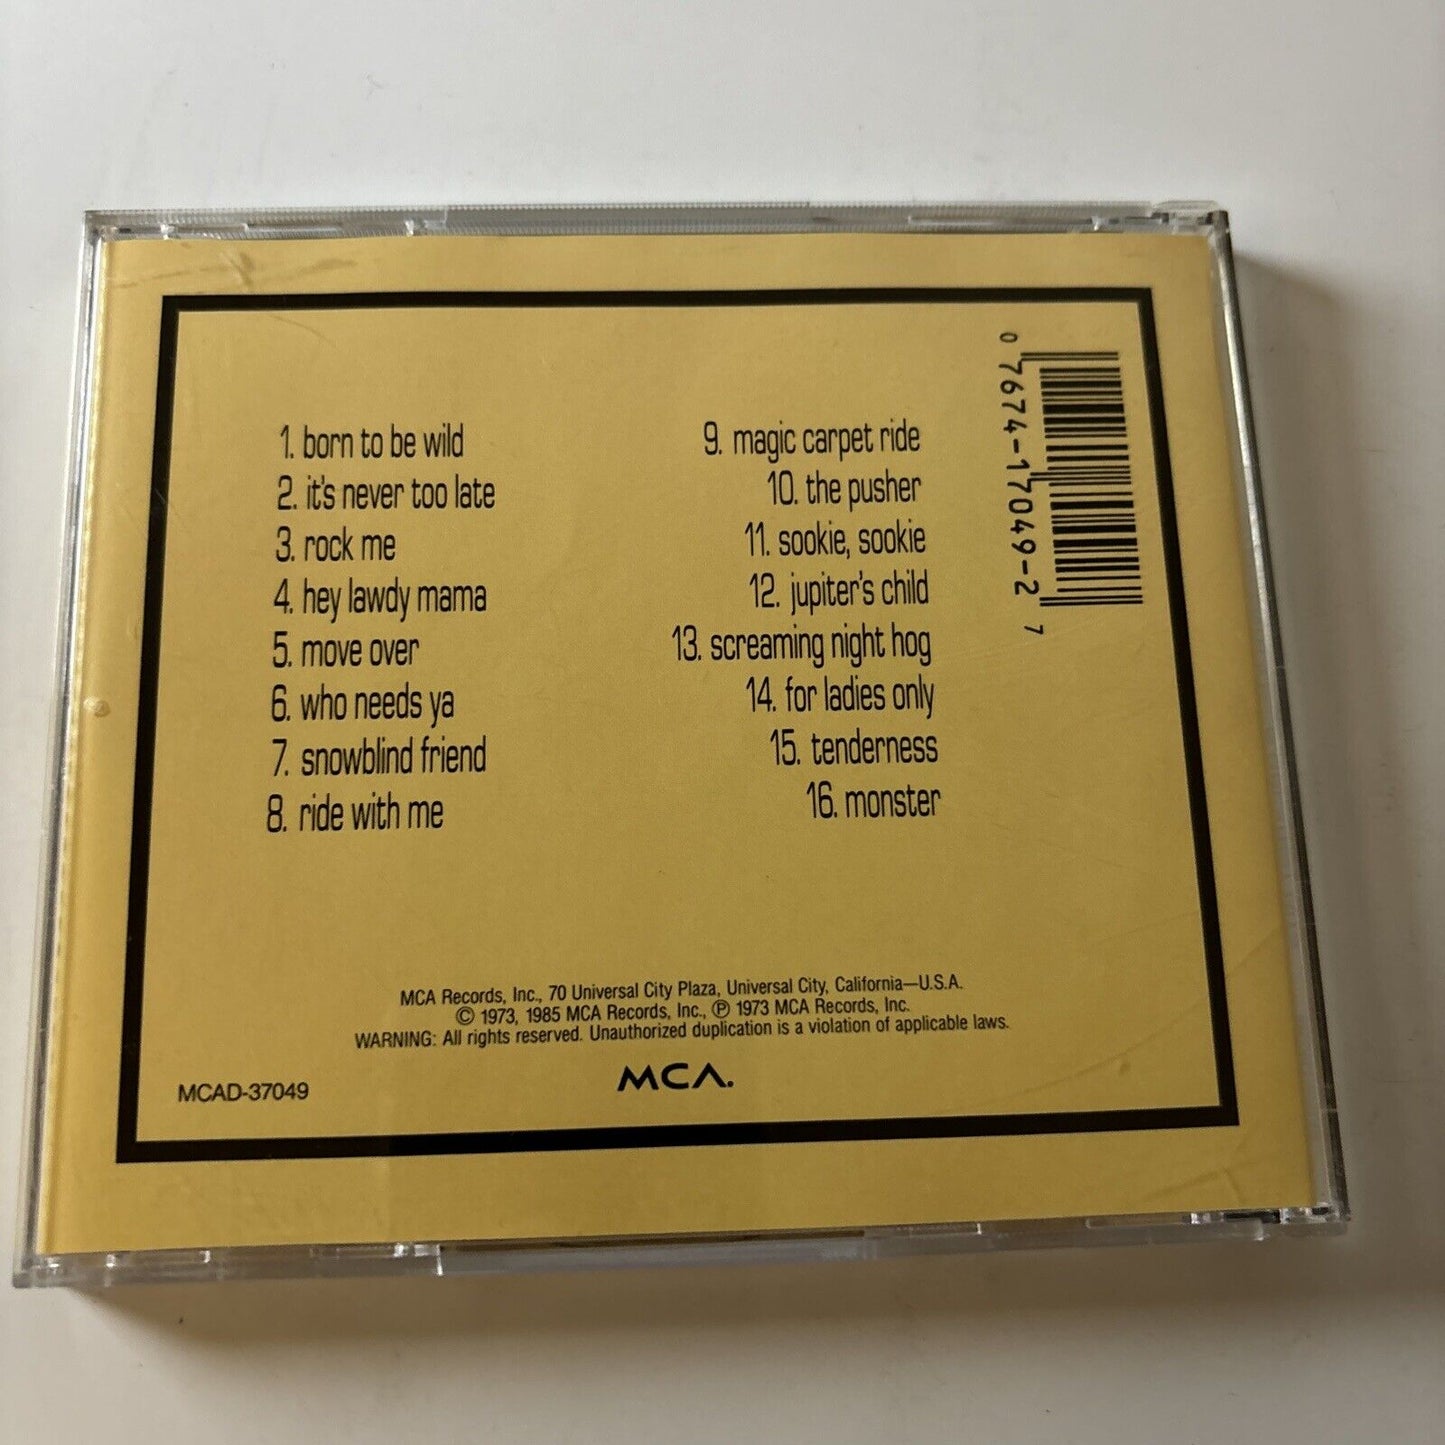 1. born to be wild
2. it's never too late
3. rock me
4. hey lawdy mama
5. move over
6. who needs ya
7. snowblind friend
8. ride with me
9. magic carpet ride
10. the pusher
11. sookie, sookie
12. jupiter's child
13. screaming night hog
14. for ladies only
15. tenderness
16. monster
0 7674-17049-2 7
MCA Records, Inc., 70 Universal City Plaza, Universal City, California—U.S.A.
© 1973, 1985 MCA Records, Inc., ℗ 1973 MCA Records, Inc.
WARNING: All rights reserved. Unauthorized duplication is a violation of applicable laws.
MCA.
MCAD-37049